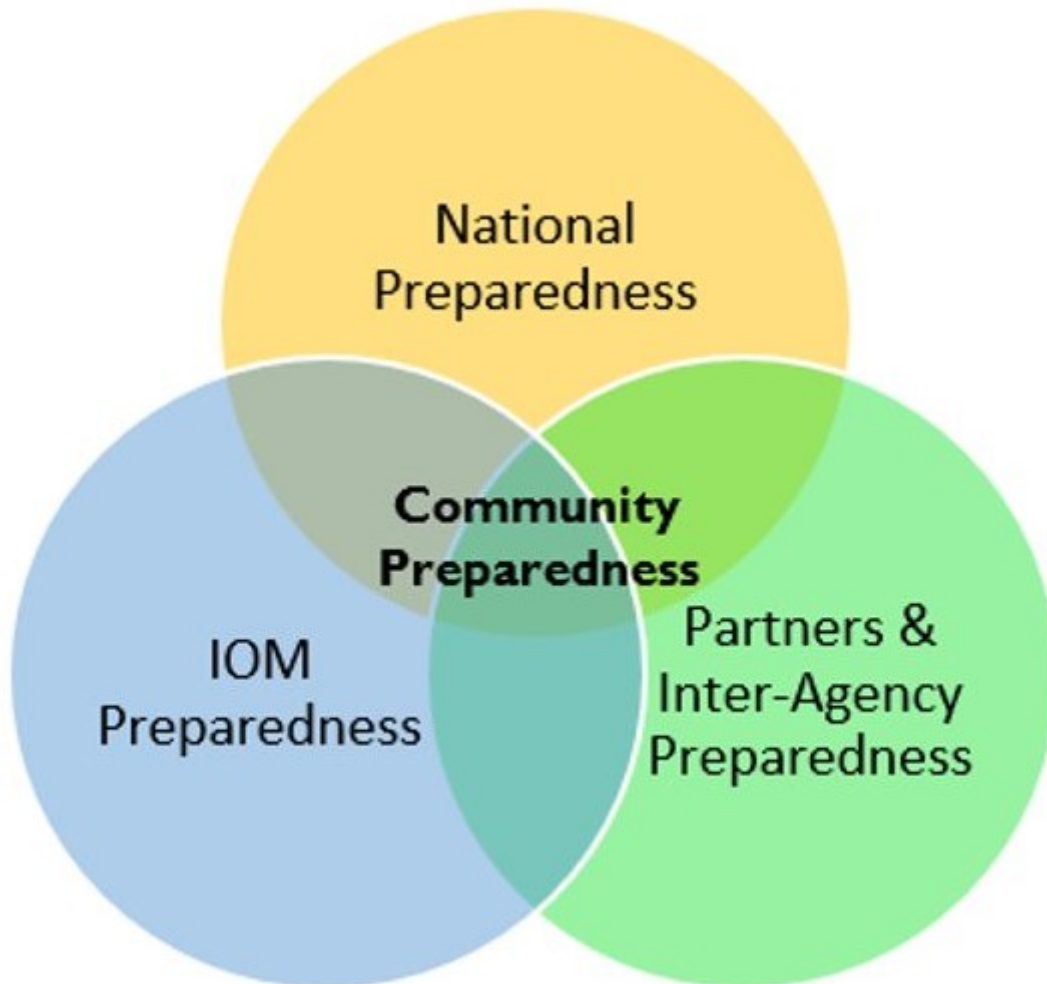 National
Preparedness
Community
Preparedness
IOM
Preparedness
Partners &
Inter-Agency
Preparedness